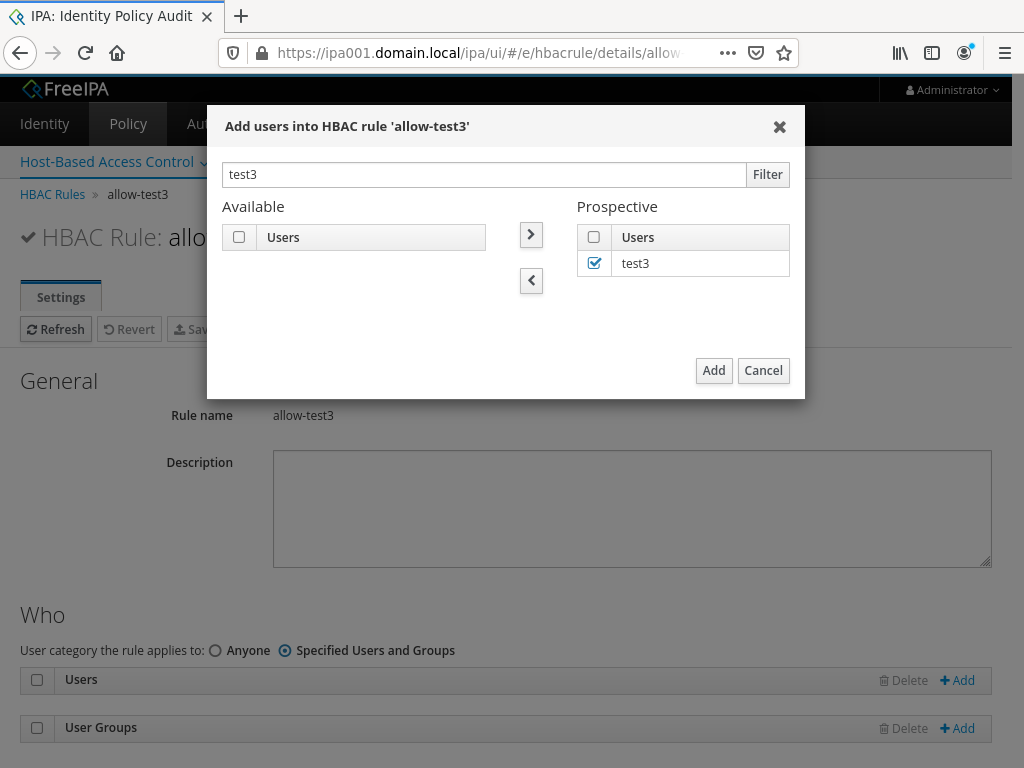 IPA: Identity Policy Audit
https://ipa001.domain.local/ipa/ui/#/e/hbacrule/details/allow-
FreeIPA
Administrator
Identity
Policy
Aut
Add users into HBAC rule 'allow-test3'
Host-Based Access Control
test3
Filter
HBAC Rules » allow-test3
Available
Prospective
Users
Users
HBAC Rule: allo
test3
Settings
Refresh
Revert
Sav
Add
Cancel
General
Rule name
allow-test3
Description
Who
User category the rule applies to:
Anyone
Specified Users and Groups
Users
Delete
Add
User Groups
Delete
Add